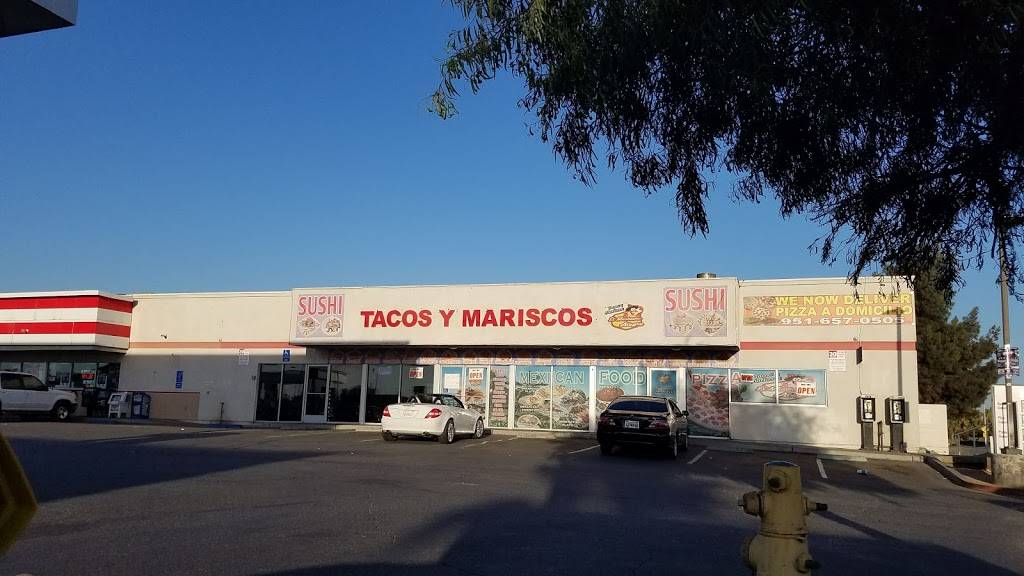 SUSHI
TACOS Y MARISCOS
SUSHI
WE NOW DELIVER
PIZZA A DOMICILIO
951-657-0505
OPEN
MEXICAN FOOD
PIZZA
OPEN